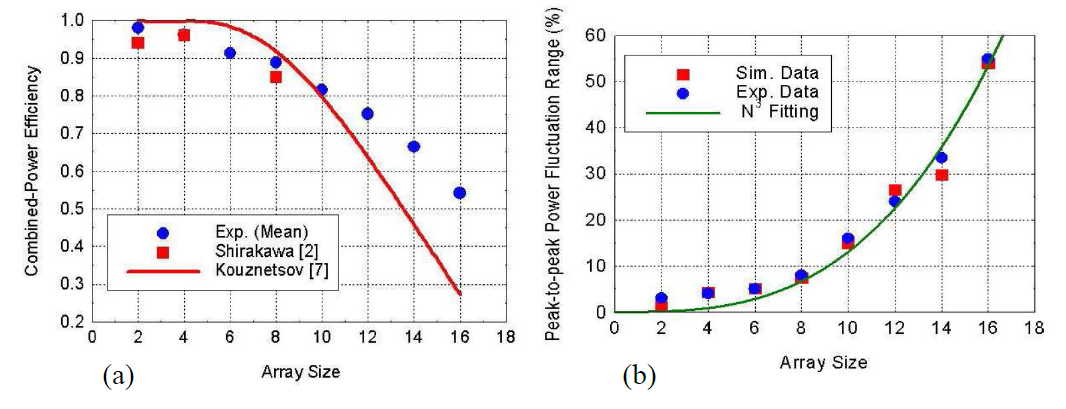 Combined-Power Efficiency
1.0
0.9
0.8
0.7
0.6
0.5
0.4
0.3
0.2
Exp. (Mean)
Shirakawa [2]
Kouznetsov [7]
0 2 4 6 8 10 12 14 16 18
Array Size
(a)
Peak-to-peak Power Fluctuation Range (%)
60
50
40
30
20
10
0
Sim. Data
Exp. Data
N³ Fitting
0 2 4 6 8 10 12 14 16 18
Array Size
(b)